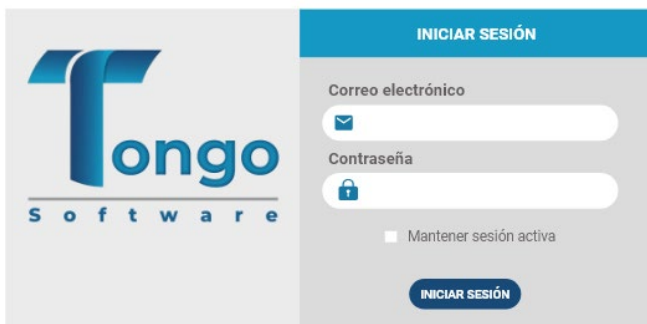 Tongo
Software
INICIAR SESIÓN
Correo electrónico
Contraseña
Mantener sesión activa
INICIAR SESIÓN